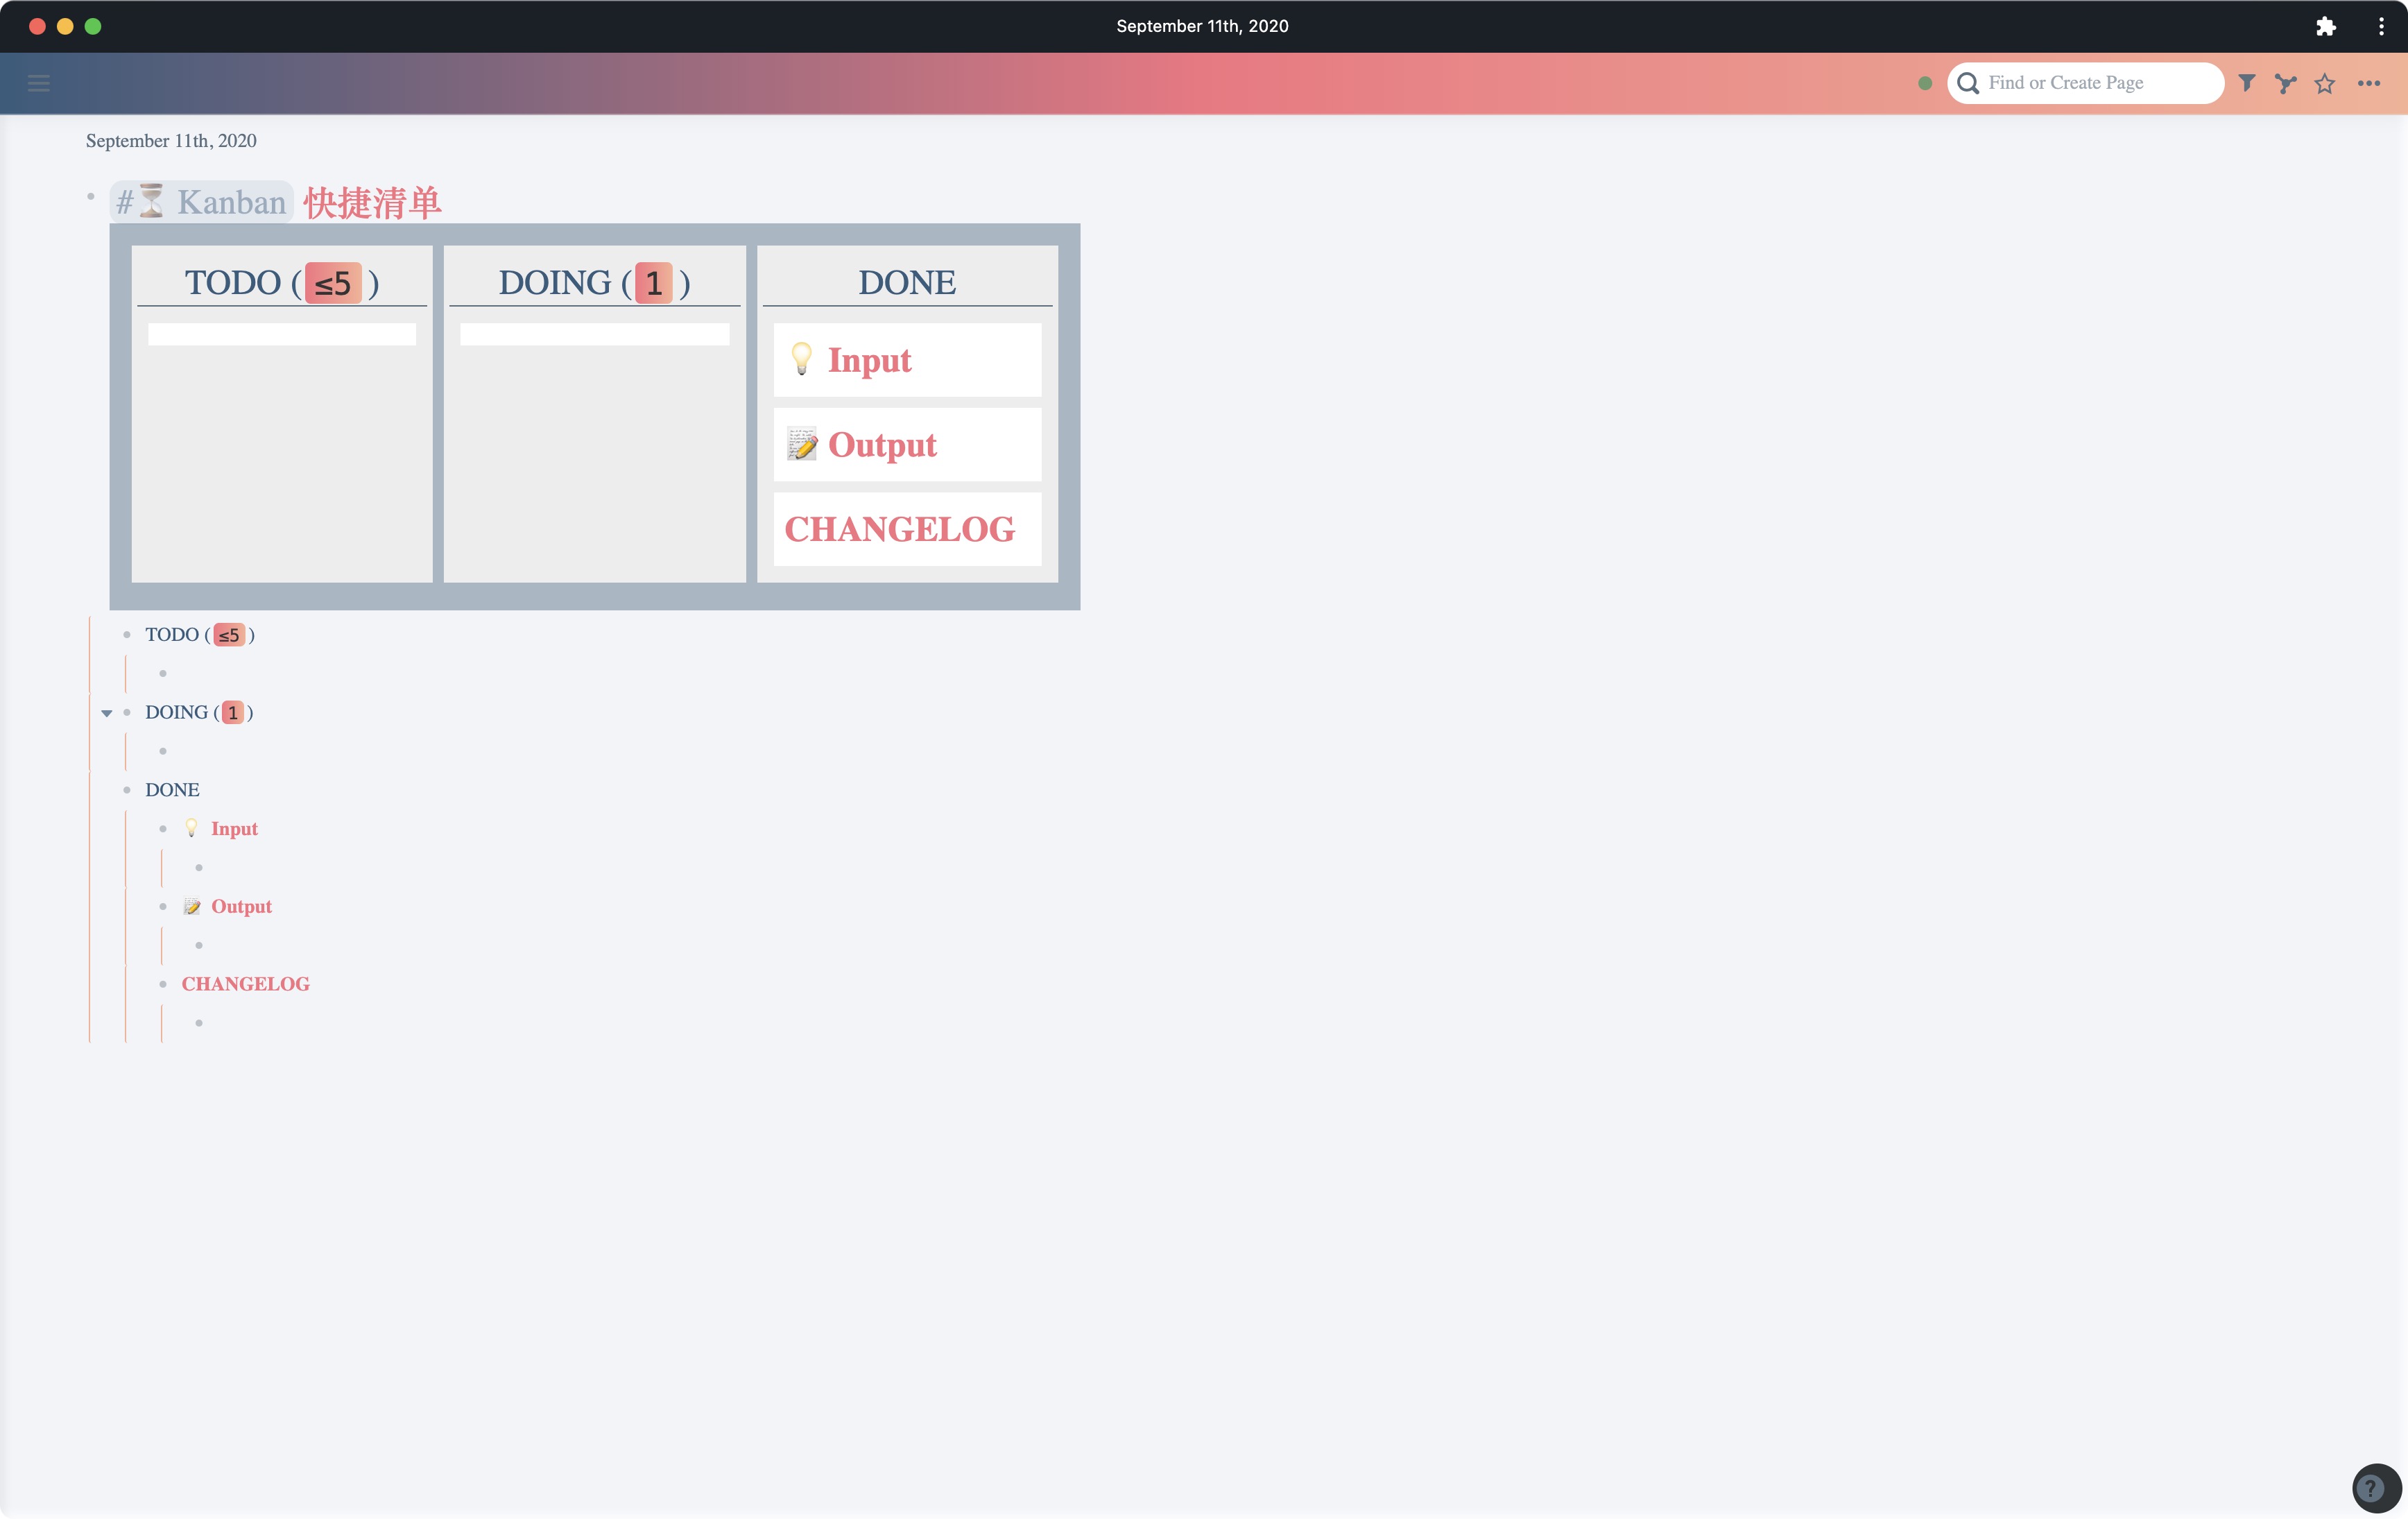 September 11th, 2020
Find or Create Page
September 11th, 2020
#⏳ Kanban 快捷清单
TODO (≤5)
DOING (1)
DONE
💡 Input
📝 Output
CHANGELOG
TODO (≤5)
DOING (1)
DONE
💡 Input
📝 Output
CHANGELOG
?